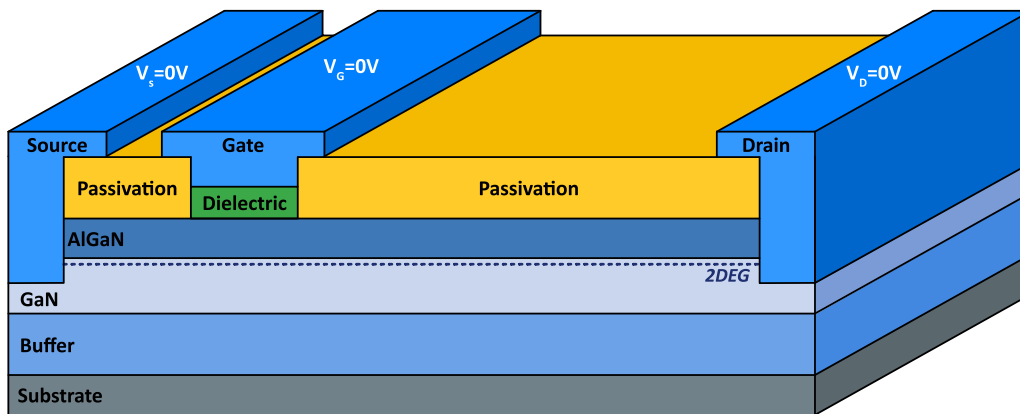 Vs=0V
VG=0V
VD=0V
Source
Gate
Drain
Passivation
Passivation
Dielectric
AlGaN
2DEG
GaN
Buffer
Substrate